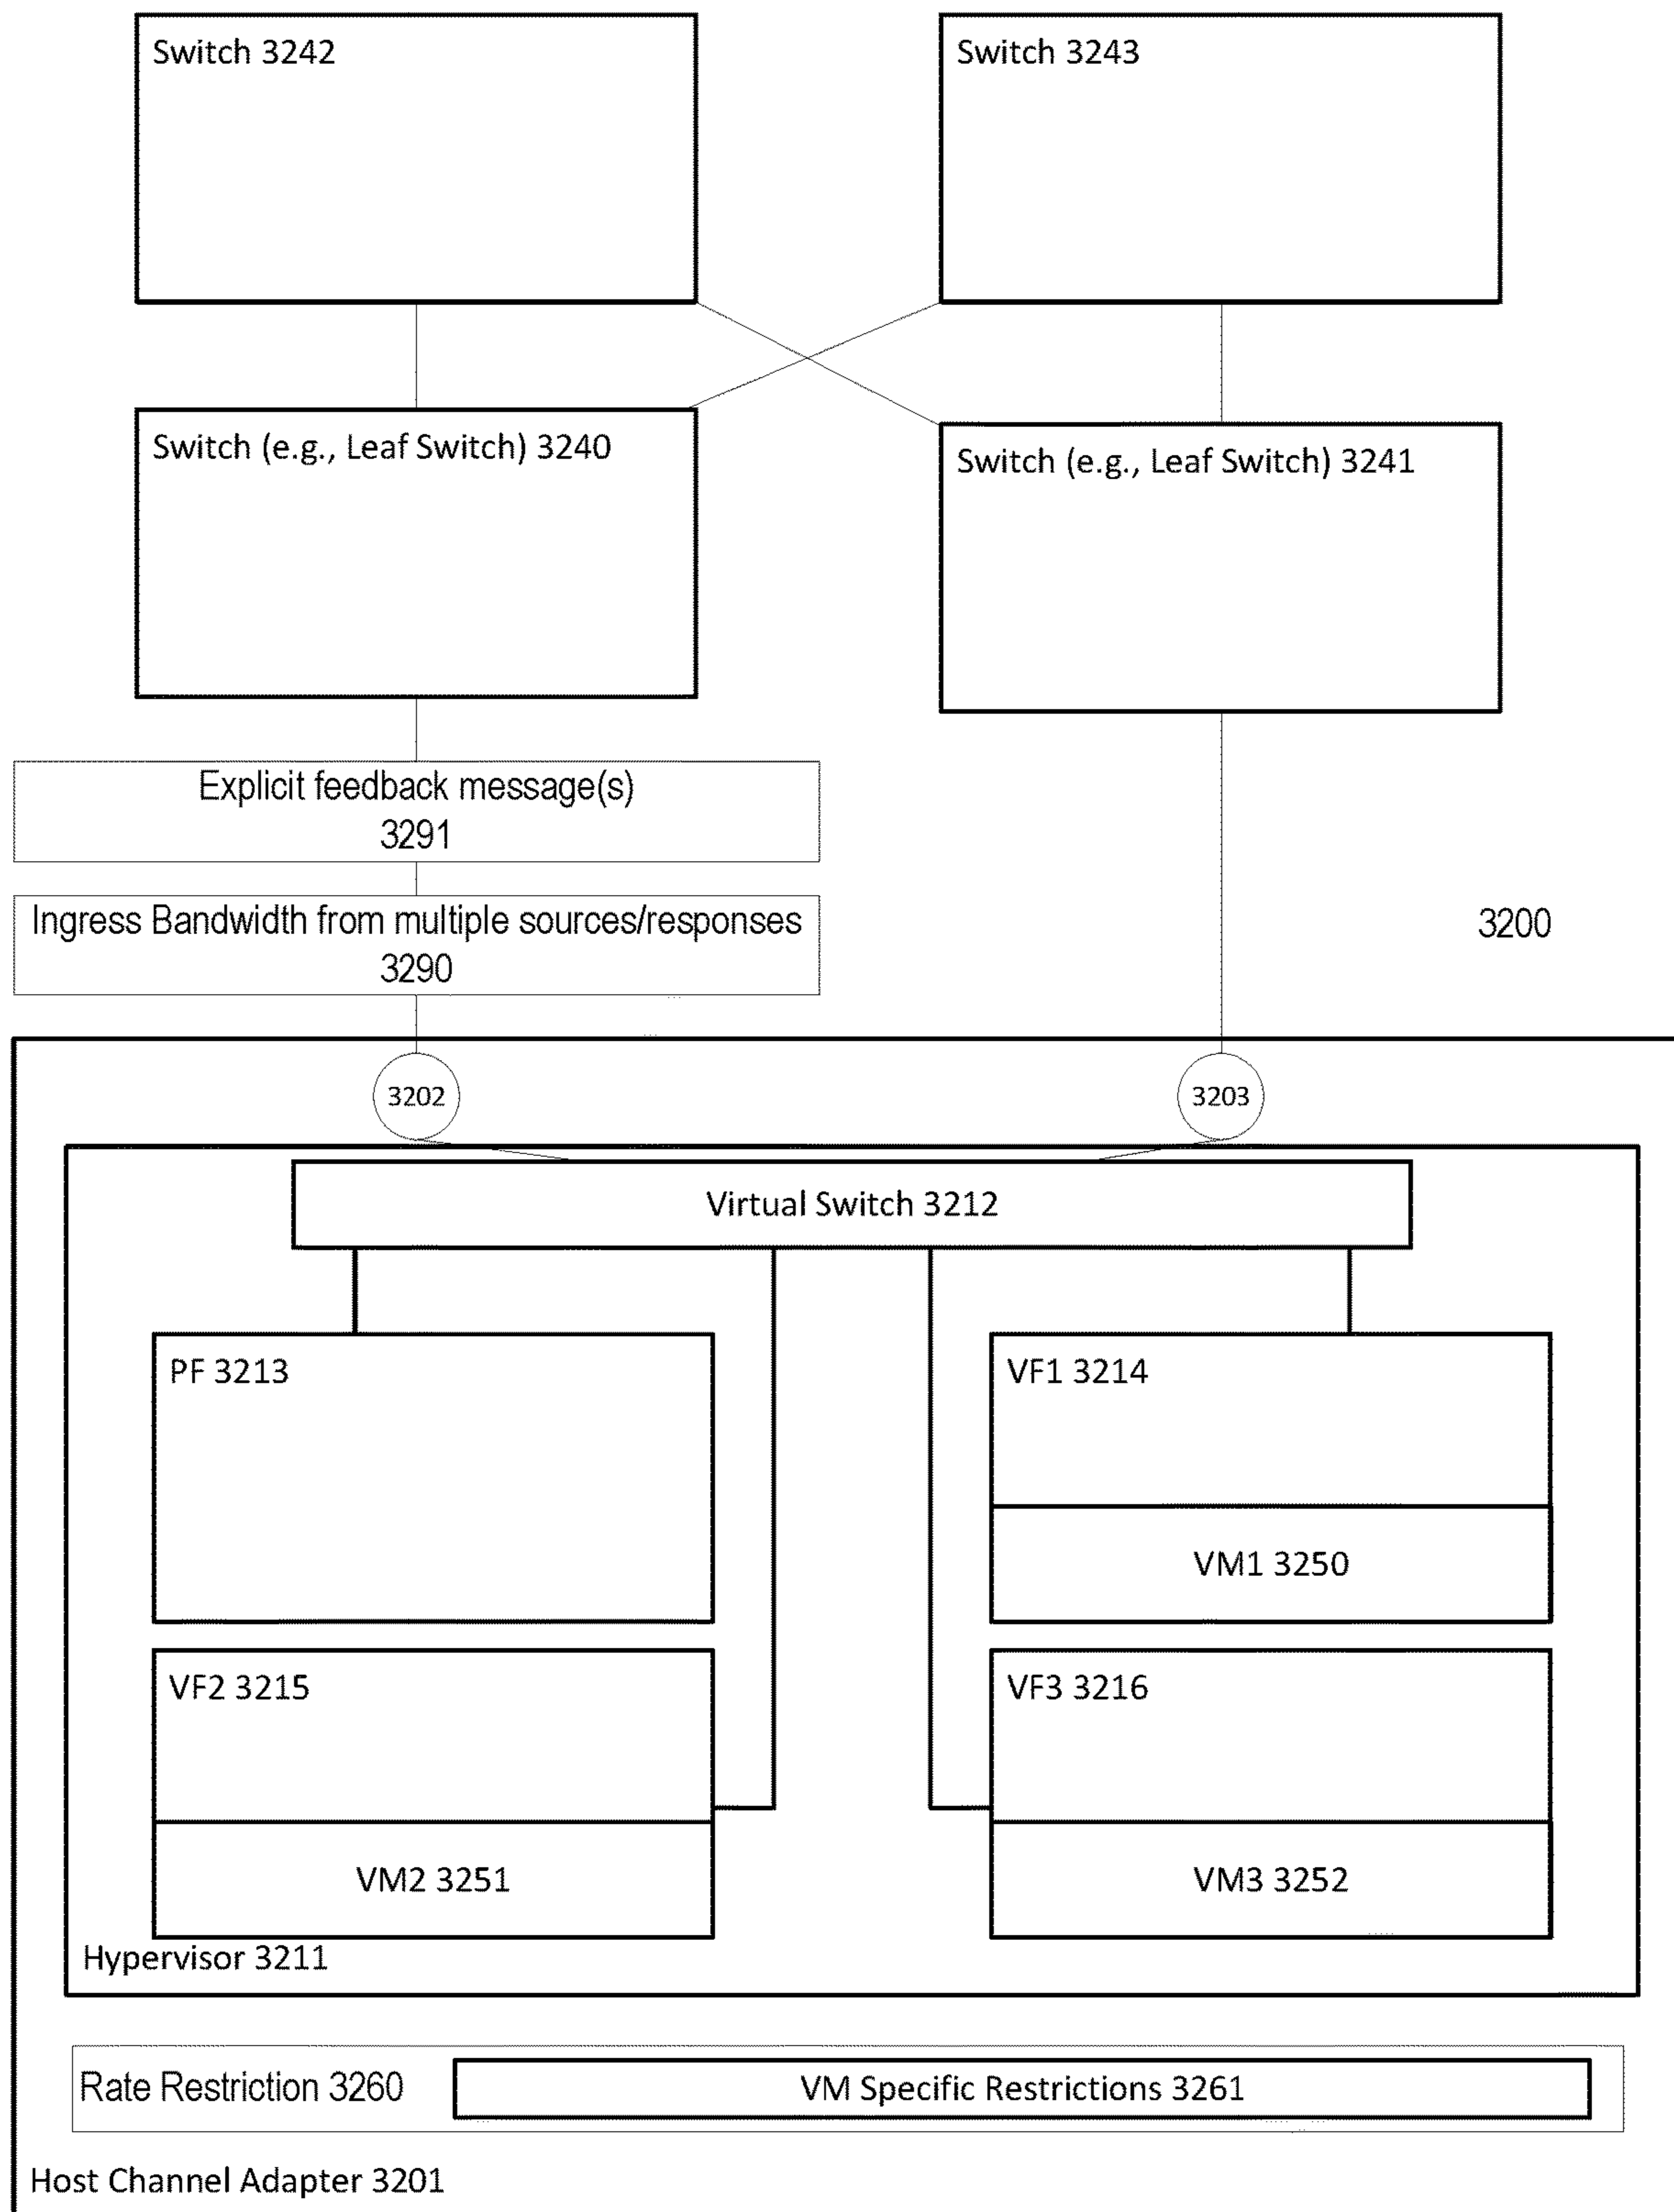 Switch 3242
Switch 3243
Switch (e.g., Leaf Switch) 3240
Switch (e.g., Leaf Switch) 3241
Explicit feedback message(s)
3291
Ingress Bandwidth from multiple sources/responses
3290
3200
3202
3203
Virtual Switch 3212
PF 3213
VF1 3214
VM1 3250
VF2 3215
VF3 3216
VM2 3251
VM3 3252
Hypervisor 3211
Rate Restriction 3260
VM Specific Restrictions 3261
Host Channel Adapter 3201